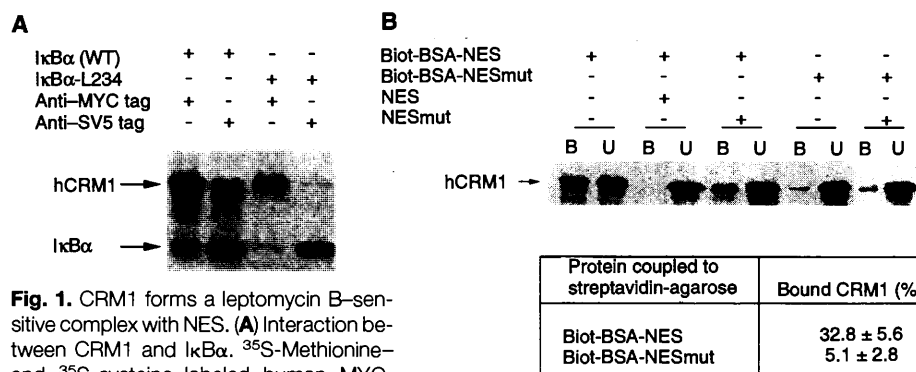 A
IκBα (WT) + + - -
IκBα-L234 - - + +
Anti–MYC tag + - + -
Anti–SV5 tag - + - +
hCRM1
IκBα
Fig. 1. CRM1 forms a leptomycin B–sen-
sitive complex with NES. (A) Interaction be-
tween CRM1 and IκBα. ³⁵S-Methionine–
and ³⁵S-cysteine–labeled human MYC-
B
Biot-BSA-NES + + + - -
Biot-BSA-NESmut - - - + +
NES - + - - -
NESmut - - + - +
B U B U B U B U B U
hCRM1
Protein coupled to
streptavidin-agarose
Bound CRM1 (%
Biot-BSA-NES 32.8 ± 5.6
Biot-BSA-NESmut 5.1 ± 2.8